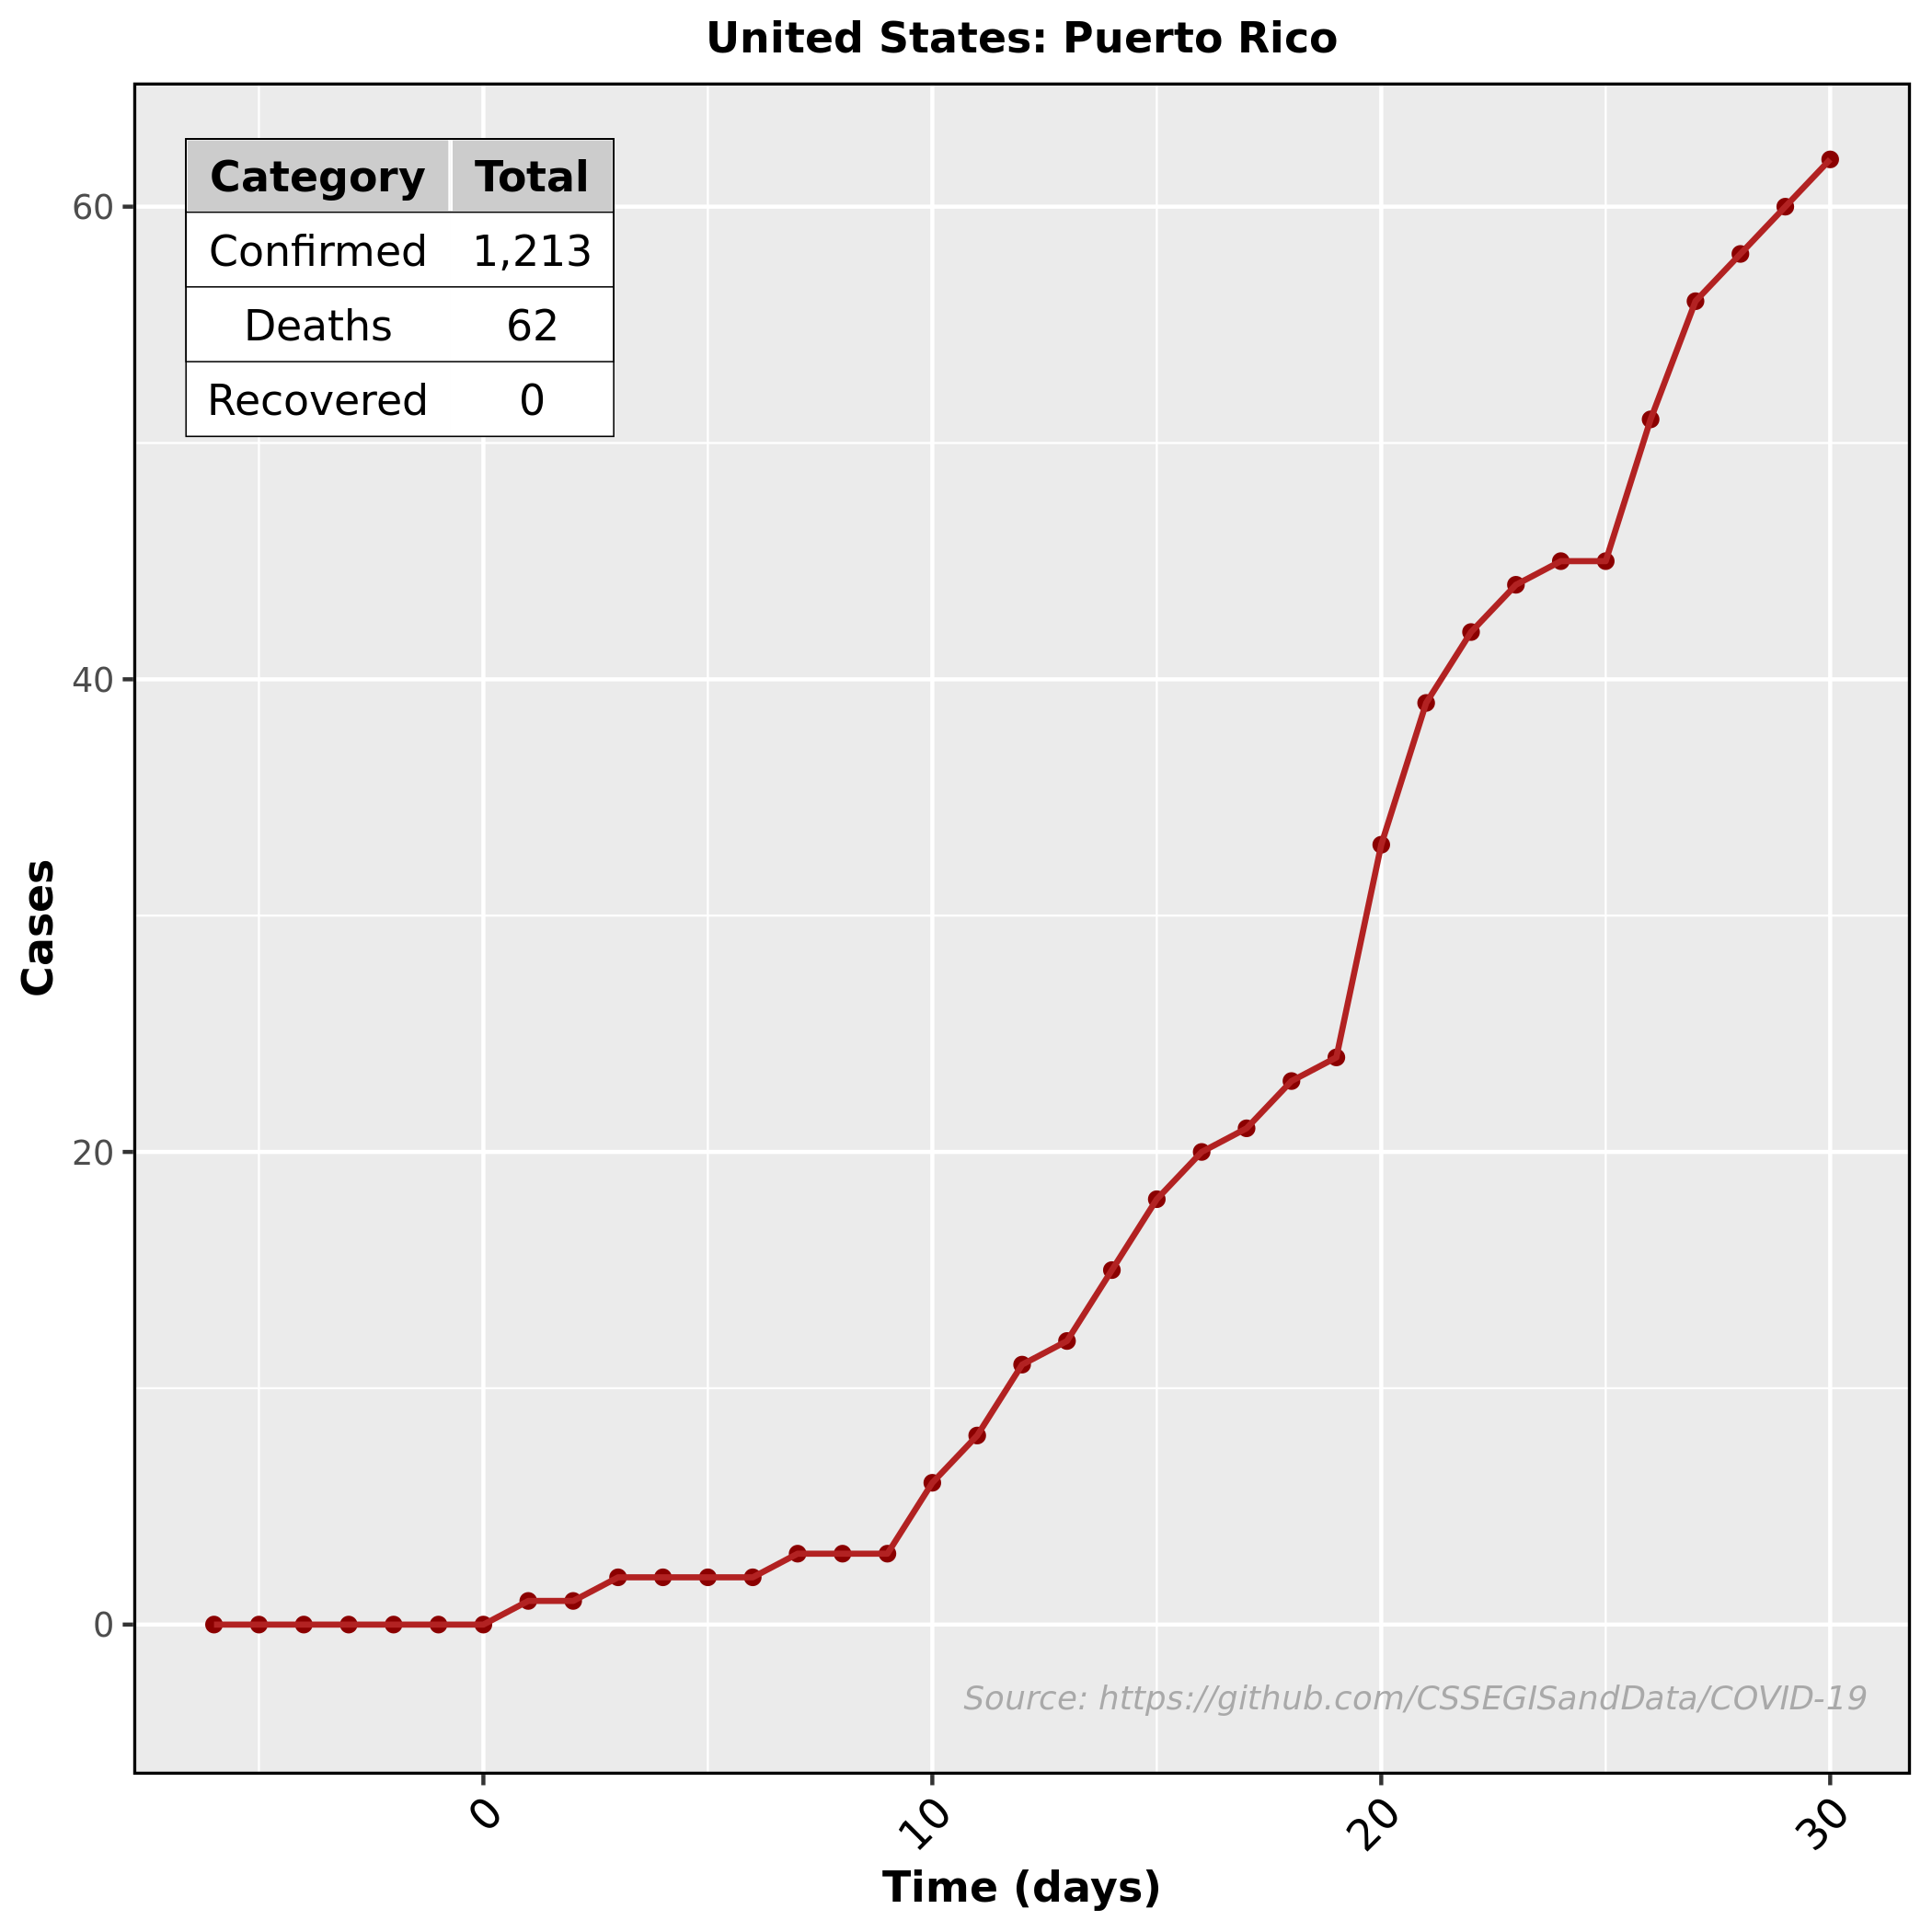 United States: Puerto Rico
Category Total
Confirmed 1,213
Deaths 62
Recovered 0
60
40
20
0
Cases
Source: https://github.com/CSSEGISandData/COVID-19
0 10 20 30
Time (days)